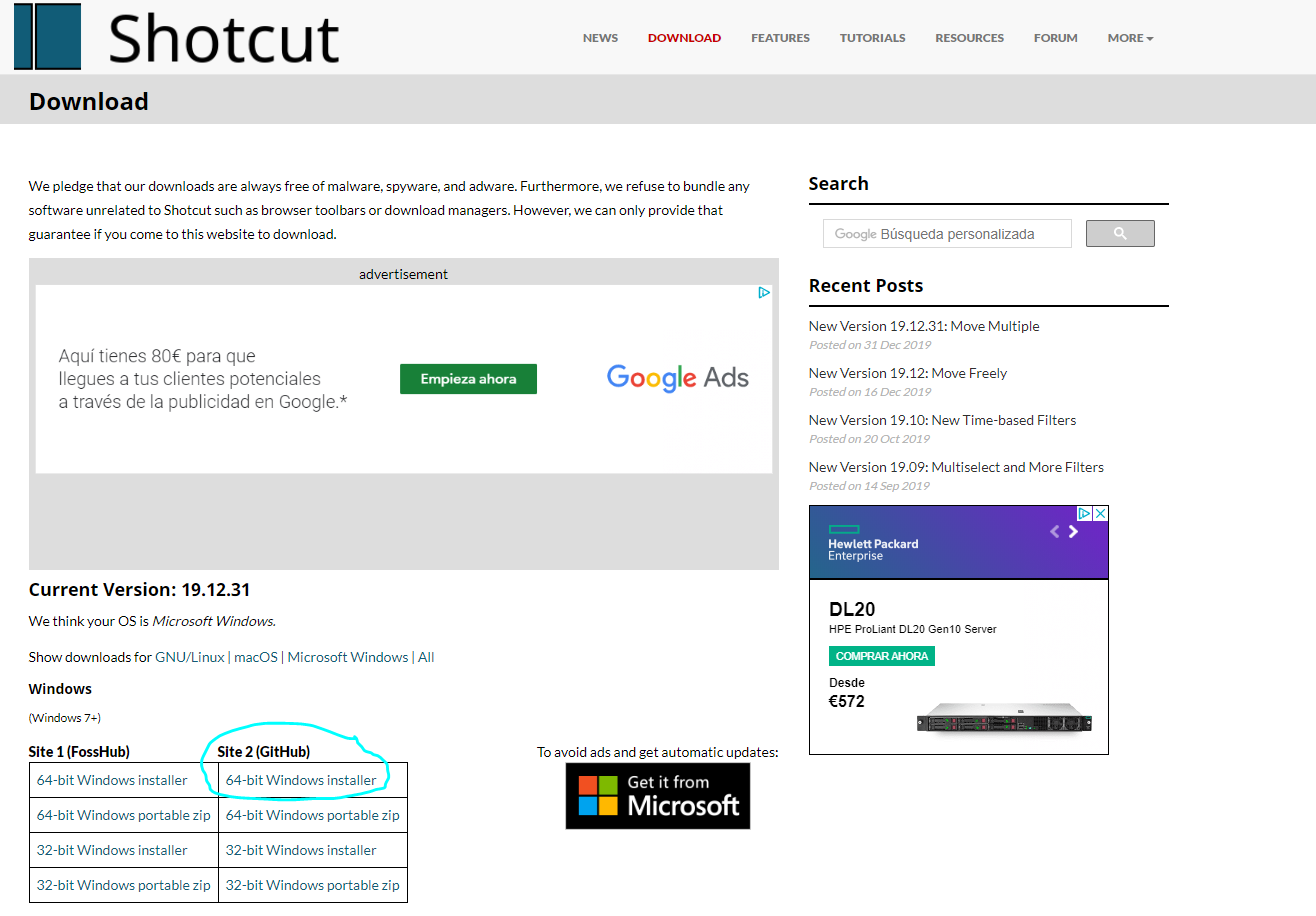 Shotcut
NEWS DOWNLOAD FEATURES TUTORIALS RESOURCES FORUM MORE
Download
We pledge that our downloads are always free of malware, spyware, and adware. Furthermore, we refuse to bundle any
software unrelated to Shotcut such as browser toolbars or download managers. However, we can only provide that
guarantee if you come to this website to download.
advertisement
Aquí tienes 80€ para que
llegues a tus clientes potenciales
a través de la publicidad en Google.*
Empieza ahora
Google Ads
Current Version: 19.12.31
We think your OS is Microsoft Windows.
Show downloads for GNU/Linux | macOS | Microsoft Windows | All
Windows
(Windows 7+)
Site 1 (FossHub) Site 2 (GitHub)
64-bit Windows installer 64-bit Windows installer
64-bit Windows portable zip 64-bit Windows portable zip
32-bit Windows installer 32-bit Windows installer
32-bit Windows portable zip 32-bit Windows portable zip
To avoid ads and get automatic updates:
Get it from
Microsoft
Search
Google Búsqueda personalizada
Recent Posts
New Version 19.12.31: Move Multiple
Posted on 31 Dec 2019
New Version 19.12: Move Freely
Posted on 16 Dec 2019
New Version 19.10: New Time-based Filters
Posted on 20 Oct 2019
New Version 19.09: Multiselect and More Filters
Posted on 14 Sep 2019
Hewlett Packard
Enterprise
DL20
HPE ProLiant DL20 Gen10 Server
COMPRAR AHORA
Desde
€572